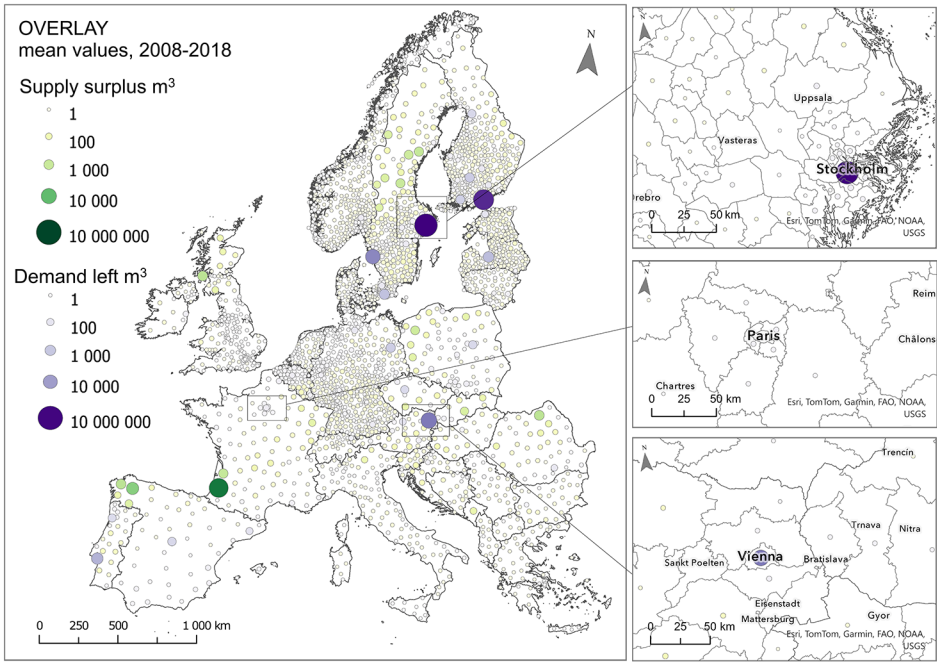 OVERLAY
mean values, 2008-2018
Supply surplus m³
1
100
1 000
10 000
10 000 000
Demand left m³
1
100
1 000
10 000
10 000 000
0 250 500 1 000 km
N
N
Uppsala
Vasteras
Stockholm
rebro
0 25 50 km
Esri, TomTom, Garmin, FAO, NOAA,
USGS
N
Reim
Paris
Châlons
Chartres
0 25 50 km
Esri, TomTom, Garmin, FAO, NOAA,
USGS
N
Trencín
Trnava
Nitra
Vienna
Sankt Poelten
Bratislava
Eisenstadt
Mattersburg
Gyor
0 25 50 km
Esri, TomTom, Garmin, FAO, NOAA,
USGS